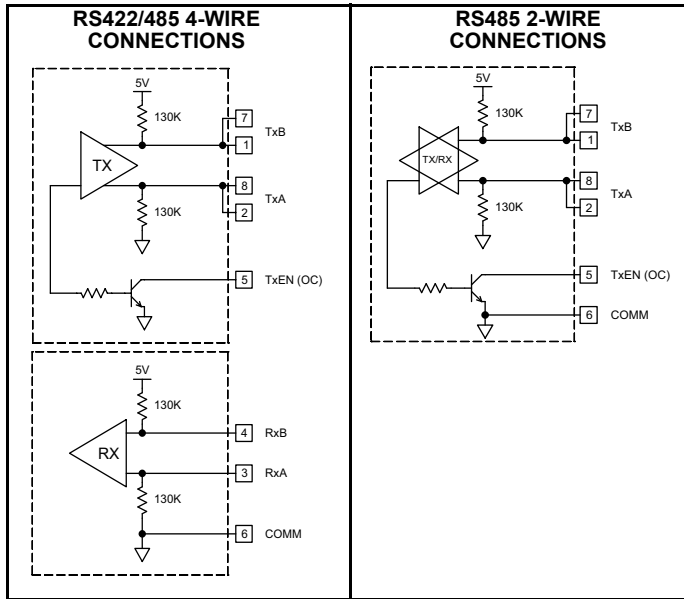 RS422/485 4-WIRE
CONNECTIONS
5V
130K
7
TxB
1
TX
8
TxA
130K
2
5
TxEN (OC)
5V
130K
4
RxB
RX
3
RxA
130K
6
COMM
RS485 2-WIRE
CONNECTIONS
5V
130K
7
TxB
1
TX/RX
8
TxA
130K
2
5
TxEN (OC)
6
COMM